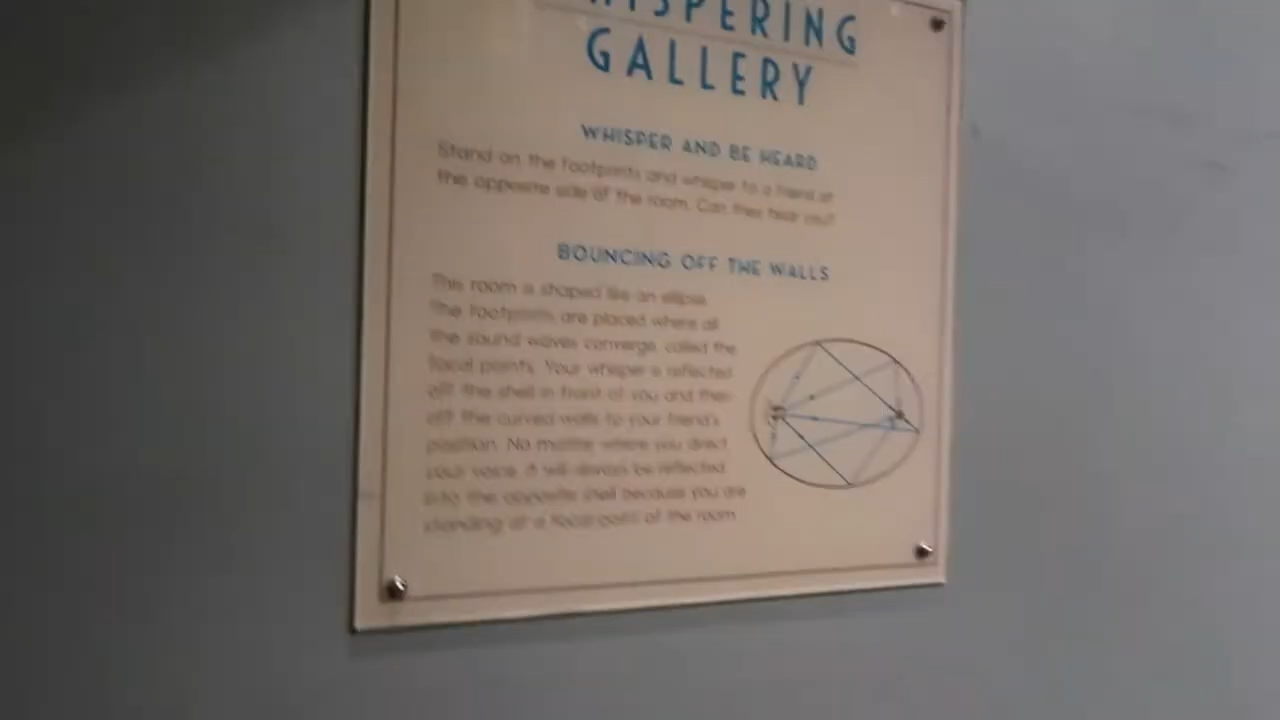 HISPERING
GALLERY
WHISPER AND BE HEARD
Stand on the footprints and whisper to a friend at
the opposite side of the room. Can they hear you?
BOUNCING OFF THE WALLS
This room is shaped like an ellipse.
The footprints are placed where all
the sound waves converge, called the
focal points. Your whisper is reflected
off the shell in front of you and then
off the curved walls to your friend's
position. No matter where you direct
your voice, it will always be reflected
into the opposite shell because you are
standing at a focal point of the room.